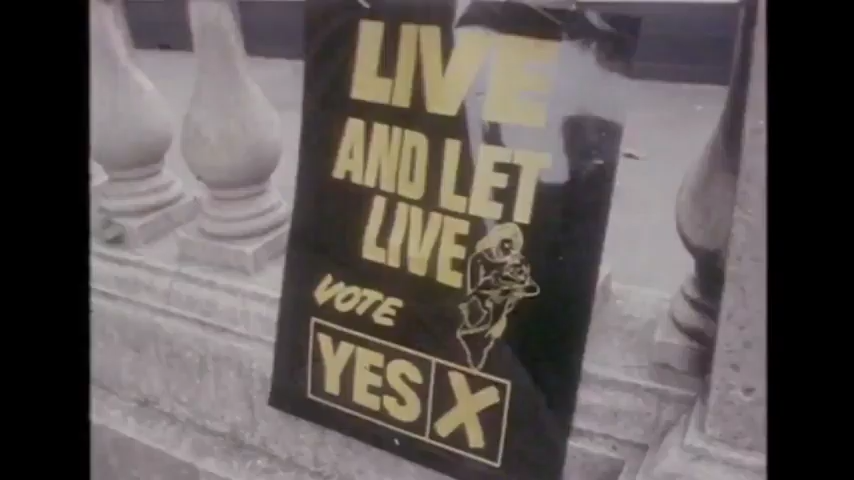 LIVE
AND LET
LIVE
VOTE
YES X